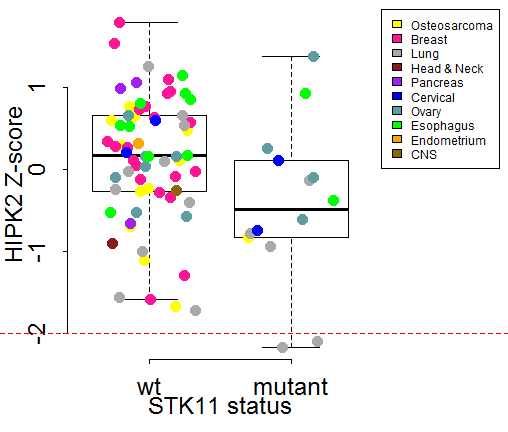 Osteosarcoma
Breast
Lung
Head & Neck
Pancreas
Cervical
Ovary
Esophagus
Endometrium
CNS
HIPK2 Z-score
1
0
-1
-2
wt mutant
STK11 status